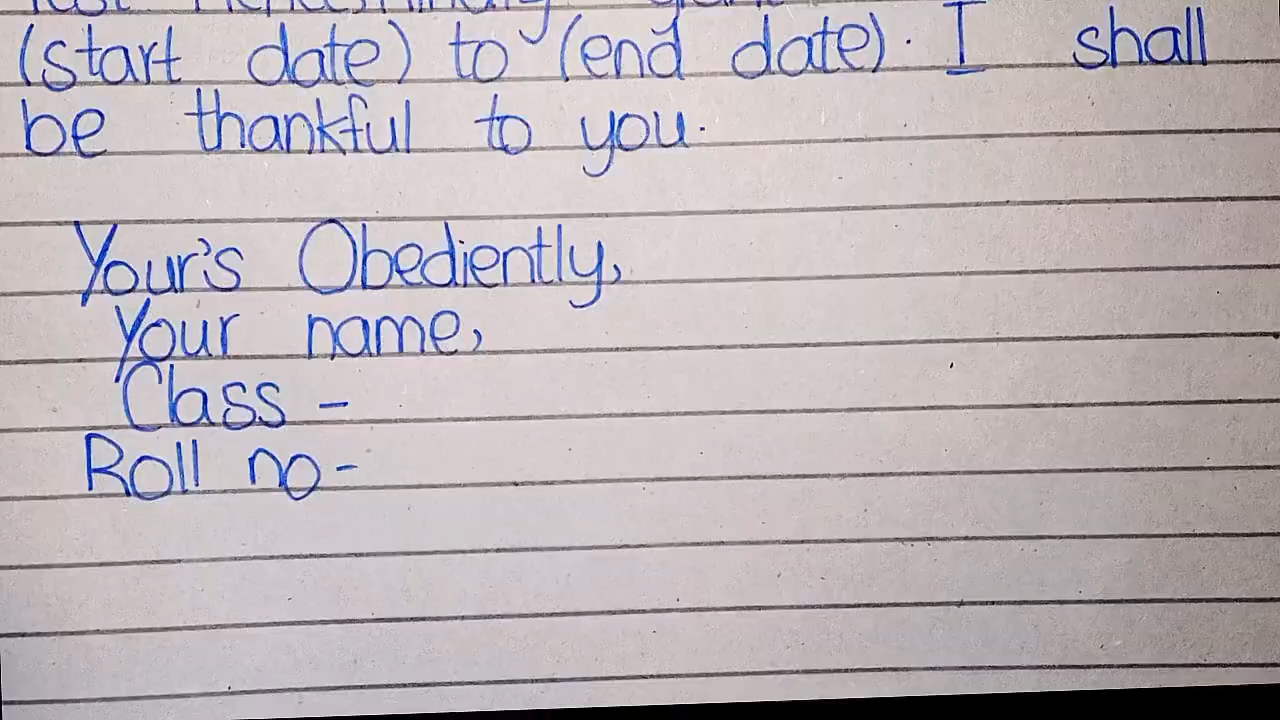 (start date) to (end date). I shall
be thankful to you.
Your's Obediently,
Your name,
Class -
Roll no -